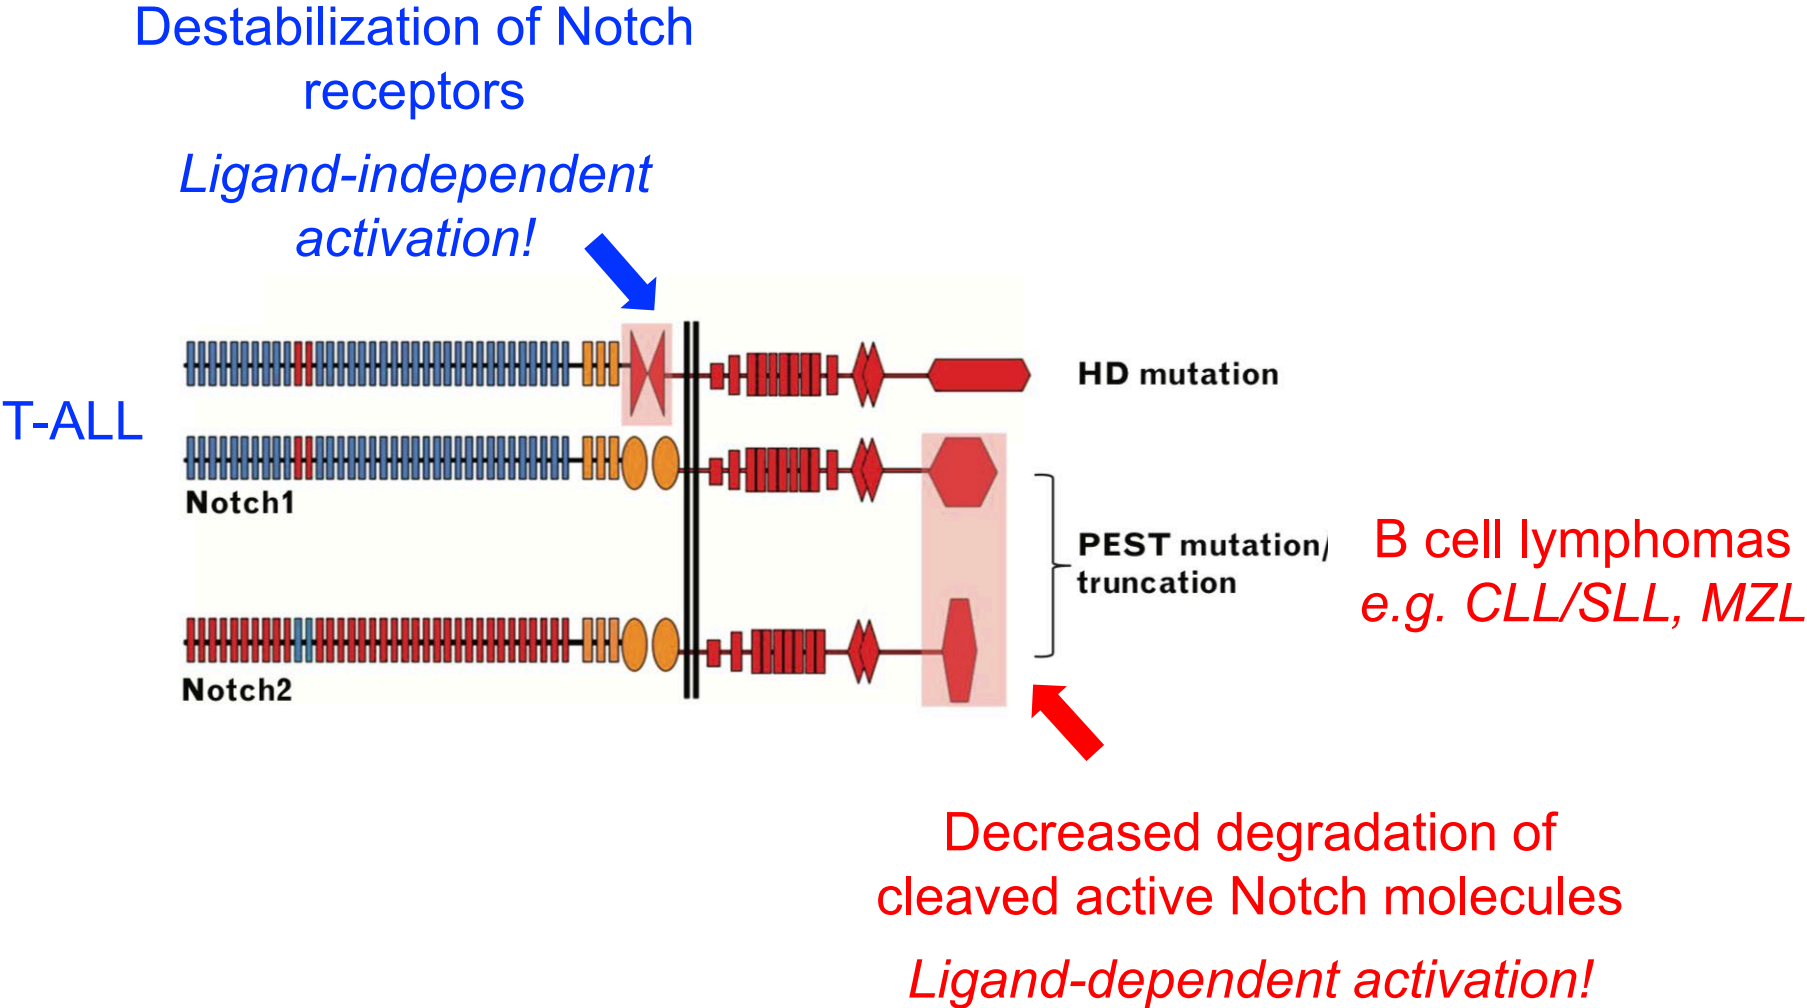 Destabilization of Notch
receptors
Ligand-independent
activation!
HD mutation
T-ALL
Notch1
PEST mutation/
truncation
B cell lymphomas
e.g. CLL/SLL, MZL
Notch2
Decreased degradation of
cleaved active Notch molecules
Ligand-dependent activation!